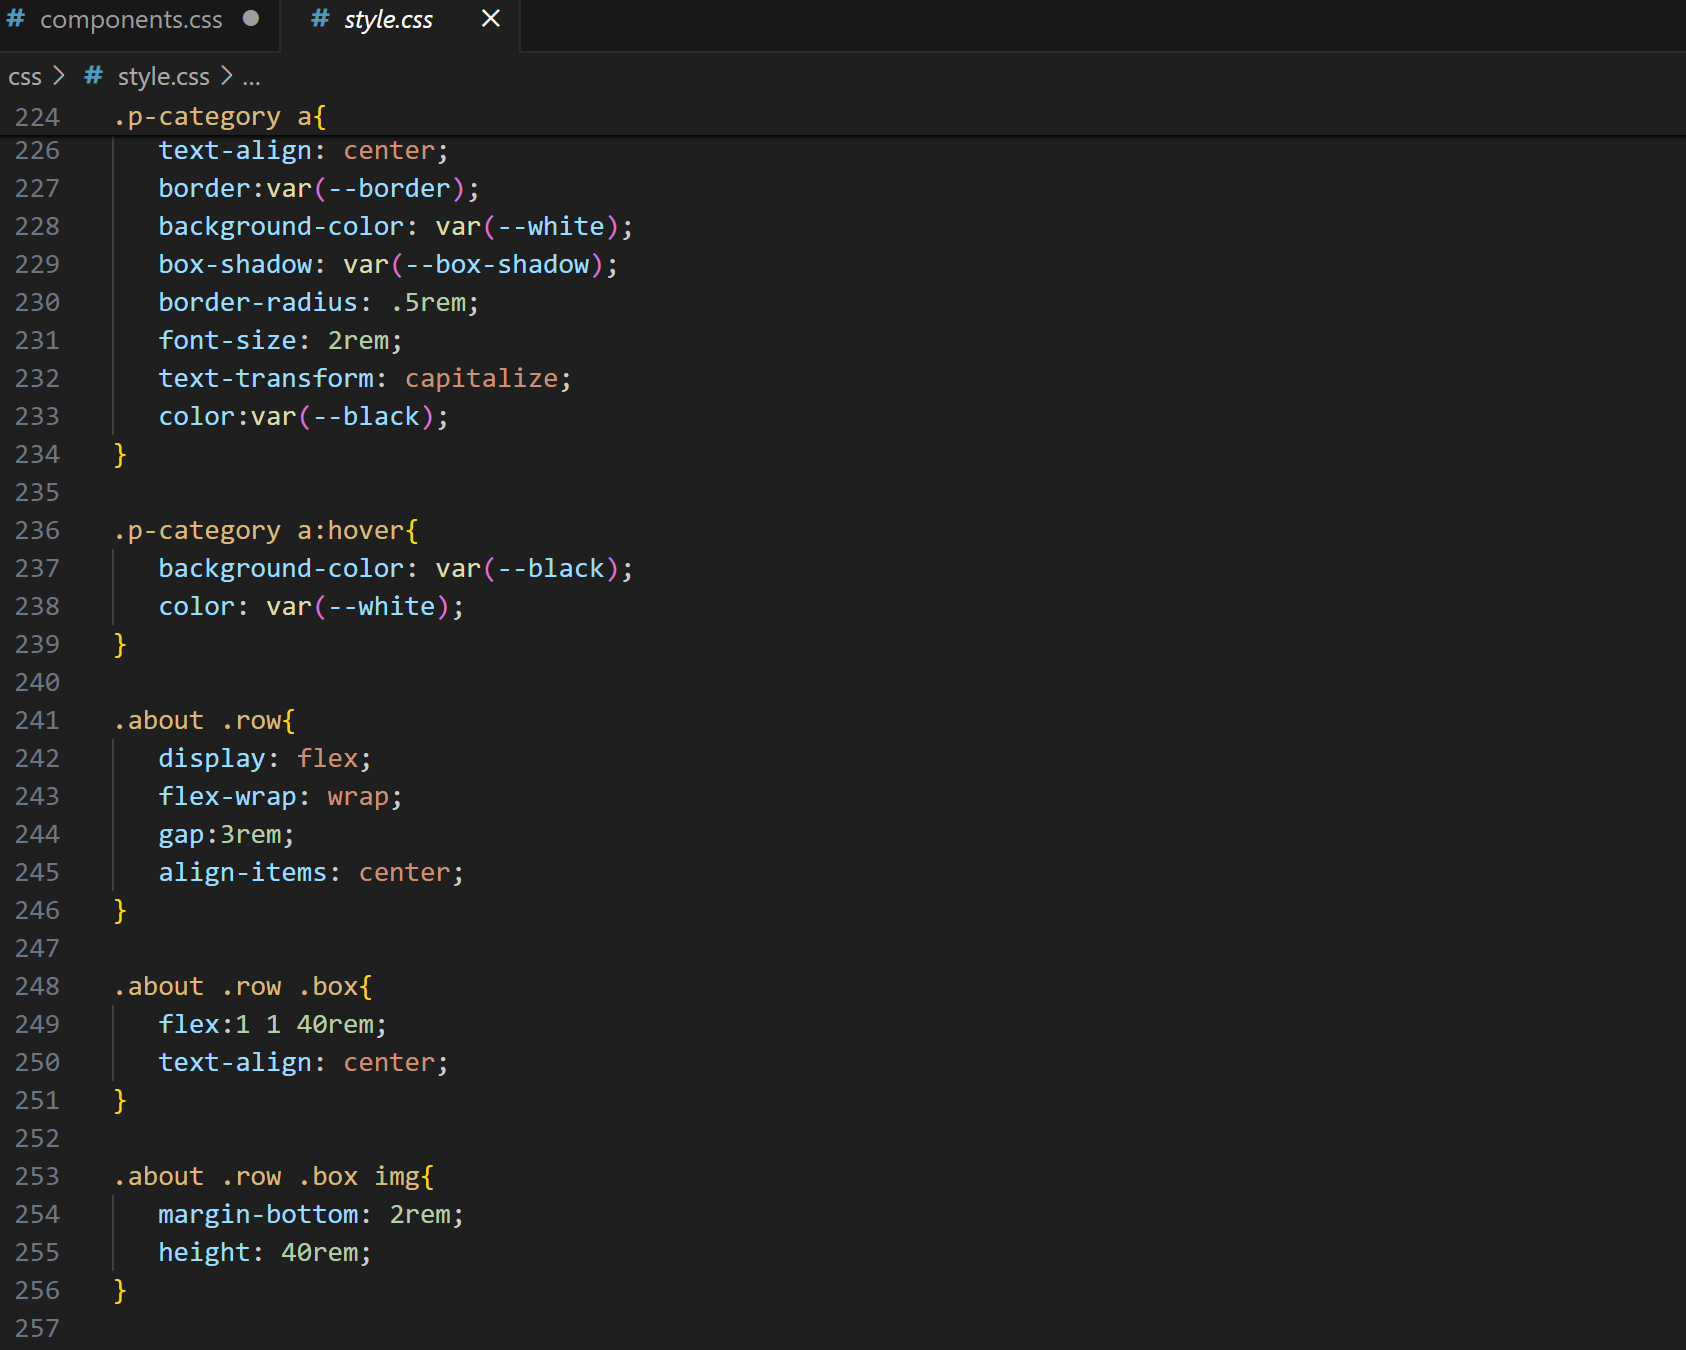 # components.css ● # style.css ×
css > # style.css > ...
224 .p-category a{
226 text-align: center;
227 border:var(--border);
228 background-color: var(--white);
229 box-shadow: var(--box-shadow);
230 border-radius: .5rem;
231 font-size: 2rem;
232 text-transform: capitalize;
233 color:var(--black);
234 }
235
236 .p-category a:hover{
237 background-color: var(--black);
238 color: var(--white);
239 }
240
241 .about .row{
242 display: flex;
243 flex-wrap: wrap;
244 gap:3rem;
245 align-items: center;
246 }
247
248 .about .row .box{
249 flex:1 1 40rem;
250 text-align: center;
251 }
252
253 .about .row .box img{
254 margin-bottom: 2rem;
255 height: 40rem;
256 }
257